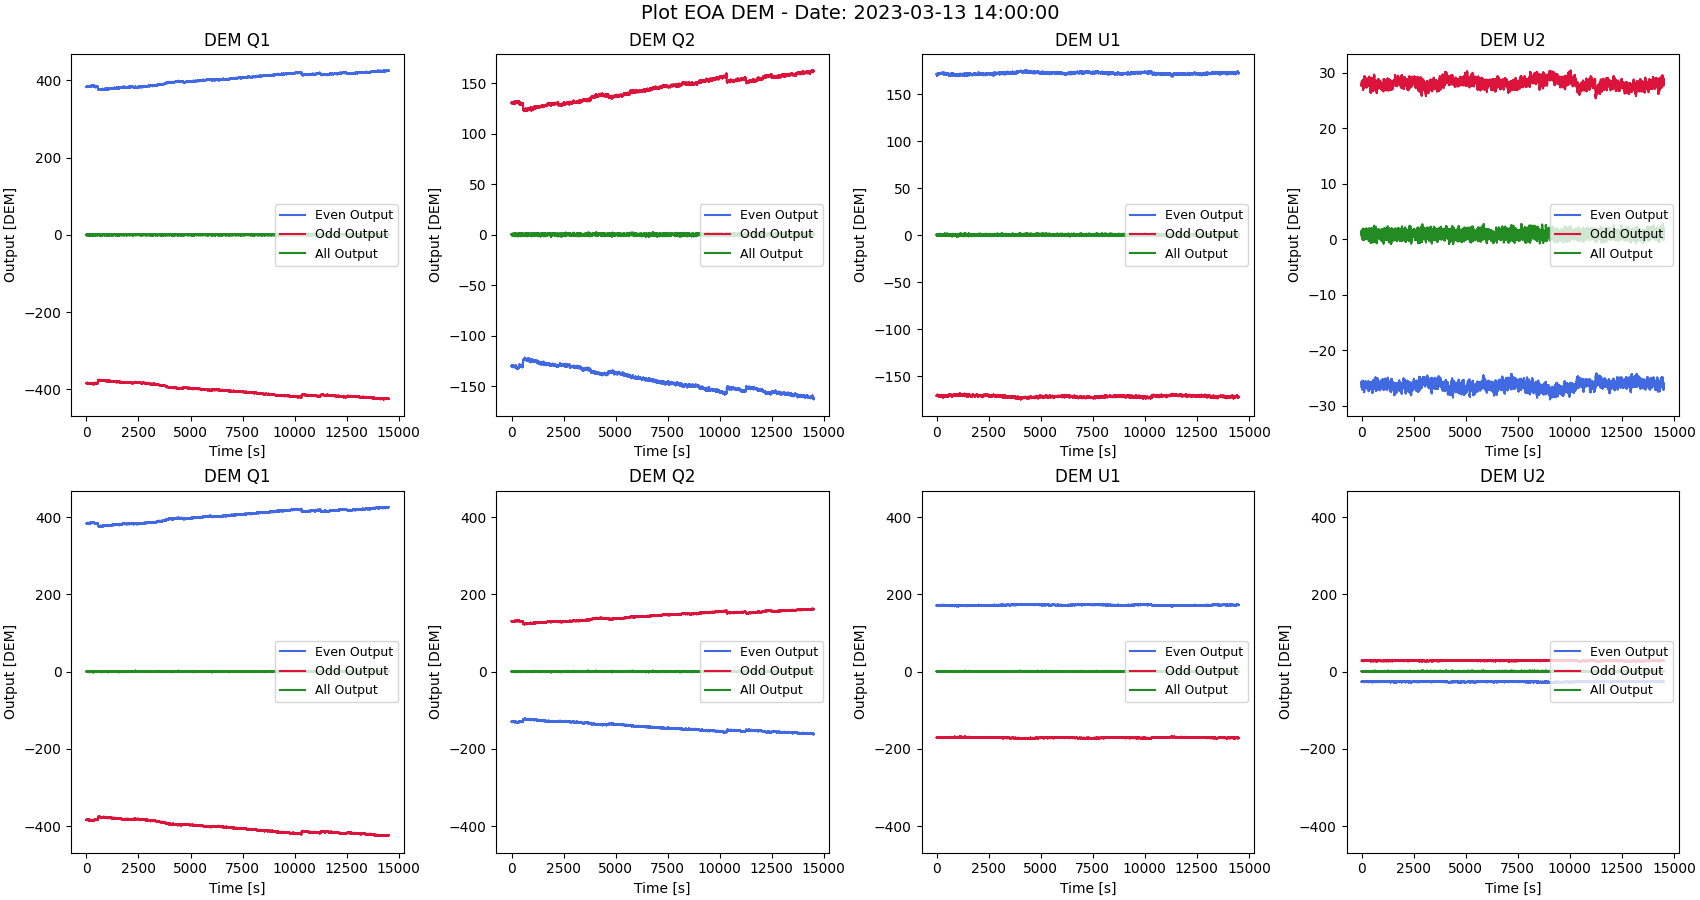 Plot EOA DEM - Date: 2023-03-13 14:00:00
DEM Q1
Output [DEM]
400
200
0
−200
−400
Even Output
Odd Output
All Output
0 2500 5000 7500 10000 12500 15000
Time [s]
DEM Q2
Output [DEM]
150
100
50
0
−50
−100
−150
Even Output
Odd Output
All Output
0 2500 5000 7500 10000 12500 15000
Time [s]
DEM U1
Output [DEM]
150
100
50
0
−50
−100
−150
Even Output
Odd Output
All Output
0 2500 5000 7500 10000 12500 15000
Time [s]
DEM U2
Output [DEM]
30
20
10
0
−10
−20
−30
Even Output
Odd Output
All Output
0 2500 5000 7500 10000 12500 15000
Time [s]
DEM Q1
Output [DEM]
400
200
0
−200
−400
Even Output
Odd Output
All Output
0 2500 5000 7500 10000 12500 15000
Time [s]
DEM Q2
Output [DEM]
400
200
0
−200
−400
Even Output
Odd Output
All Output
0 2500 5000 7500 10000 12500 15000
Time [s]
DEM U1
Output [DEM]
400
200
0
−200
−400
Even Output
Odd Output
All Output
0 2500 5000 7500 10000 12500 15000
Time [s]
DEM U2
Output [DEM]
400
200
0
−200
−400
Even Output
Odd Output
All Output
0 2500 5000 7500 10000 12500 15000
Time [s]